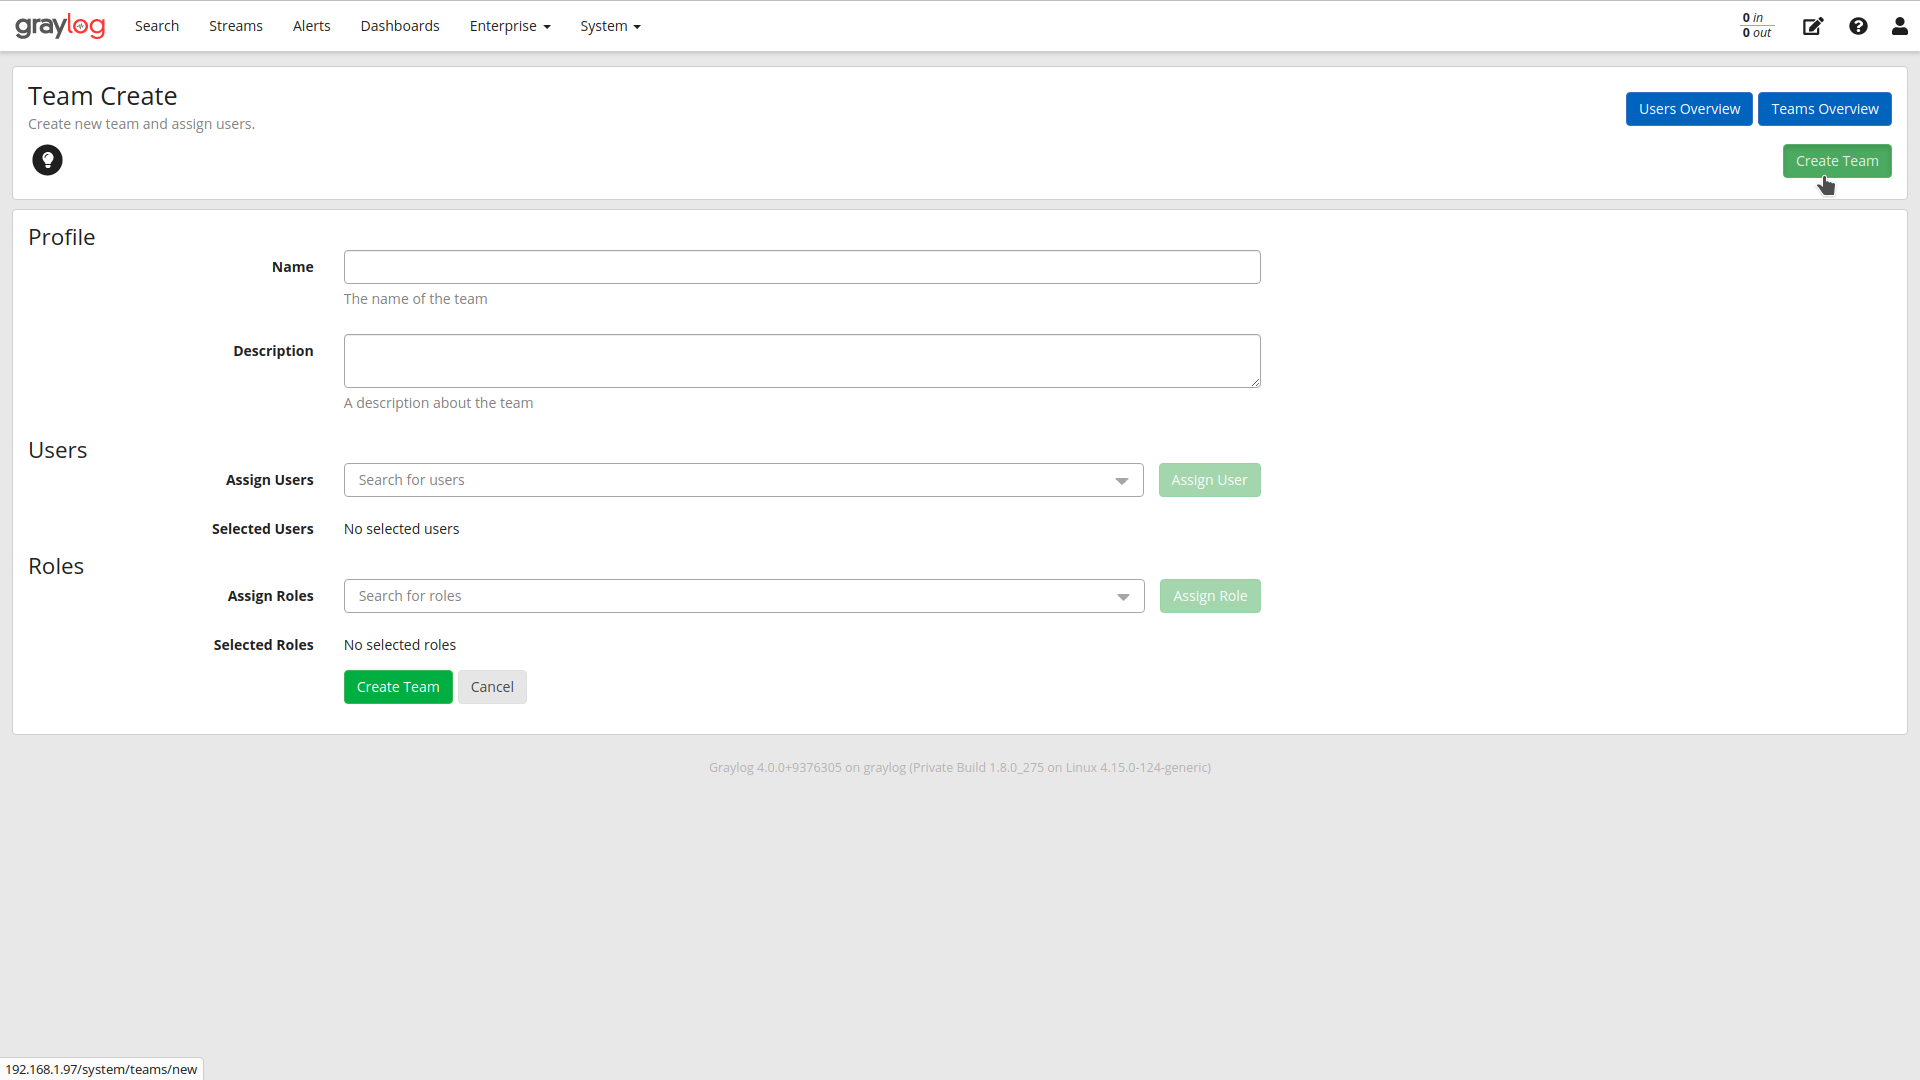 graylog Search Streams Alerts Dashboards Enterprise System 0 in
0 out
Team Create
Create new team and assign users.
Users Overview Teams Overview
Create Team
Profile
Name
The name of the team
Description
A description about the team
Users
Assign Users Search for users Assign User
Selected Users No selected users
Roles
Assign Roles Search for roles Assign Role
Selected Roles No selected roles
Create Team Cancel
Graylog 4.0.0+9376305 on graylog (Private Build 1.8.0_275 on Linux 4.15.0-124-generic)
192.168.1.97/system/teams/new